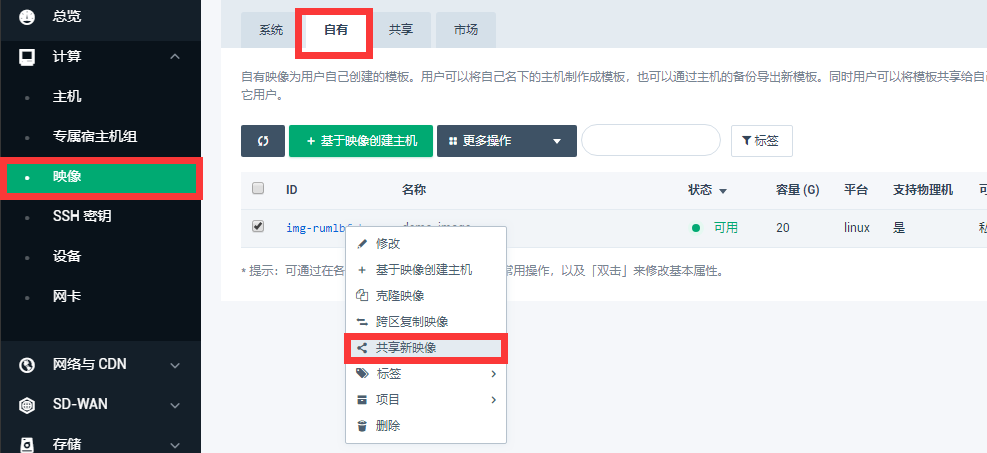 总览
计算
主机
专属宿主机组
映像
SSH 密钥
设备
网卡
网络与 CDN
SD-WAN
存储
系统
自有
共享
市场
自有映像为用户自己创建的模板。用户可以将自己名下的主机制作成模板，也可以通过主机的备份导出新模板。同时用户可以将模板共享给自己
它用户。
+ 基于映像创建主机
更多操作
标签
ID 名称 状态 容量 (G) 平台 支持物理机 可
img-rumlb 可用 20 linux 是 私
* 提示：可通过在各 常用操作，以及「双击」来修改基本属性。
修改
+ 基于映像创建主机
克隆映像
跨区复制映像
共享新映像
标签
项目
删除